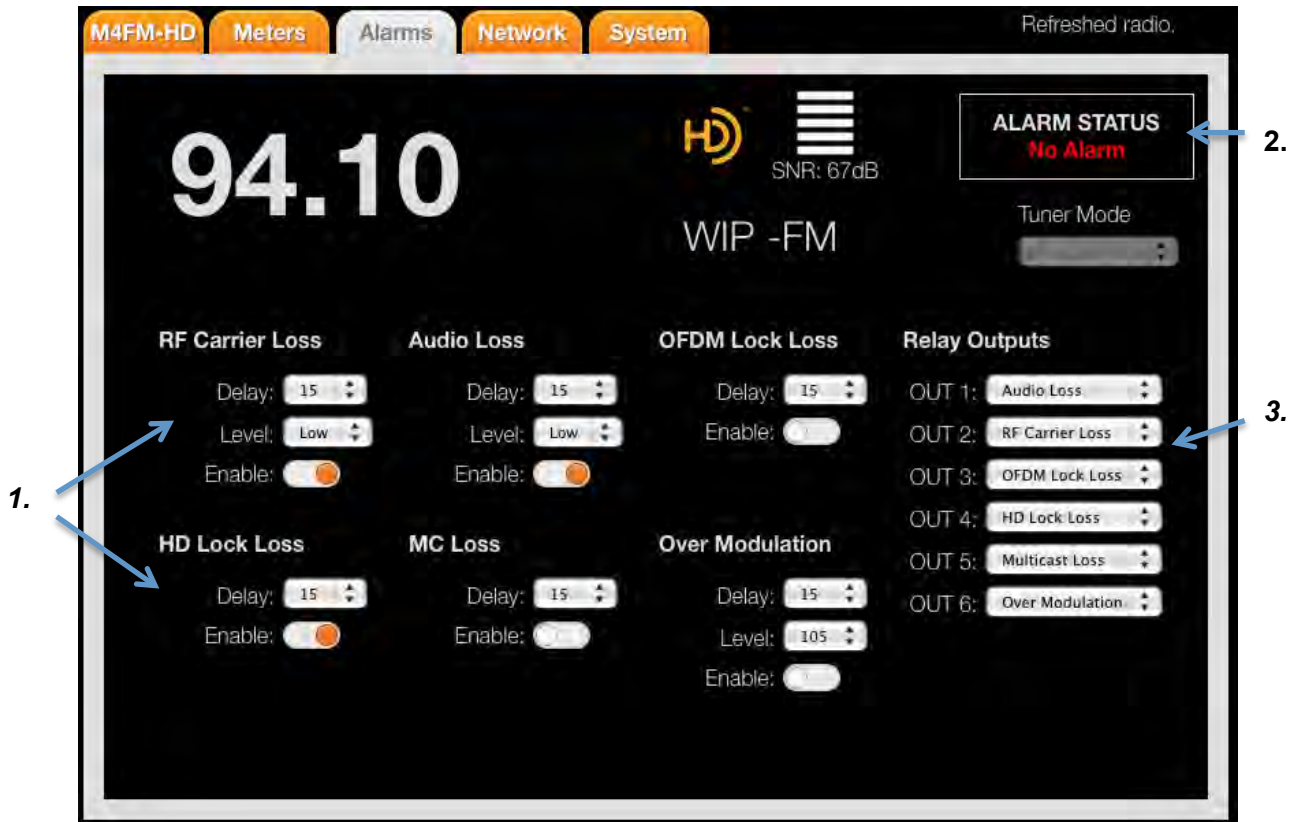 M4FM-HD Meters Alarms Network System
Refreshed radio.
94.10
HD
SNR: 67dB
WIP -FM
ALARM STATUS
No Alarm
2.
Tuner Mode
RF Carrier Loss
Delay: 15
Level: Low
Enable:
Audio Loss
Delay: 15
Level: Low
Enable:
OFDM Lock Loss
Delay: 15
Enable:
Relay Outputs
OUT 1: Audio Loss
OUT 2: RF Carrier Loss
OUT 3: OFDM Lock Loss
OUT 4: HD Lock Loss
OUT 5: Multicast Loss
OUT 6: Over Modulation
3.
1.
HD Lock Loss
Delay: 15
Enable:
MC Loss
Delay: 15
Enable:
Over Modulation
Delay: 15
Level: 105
Enable: